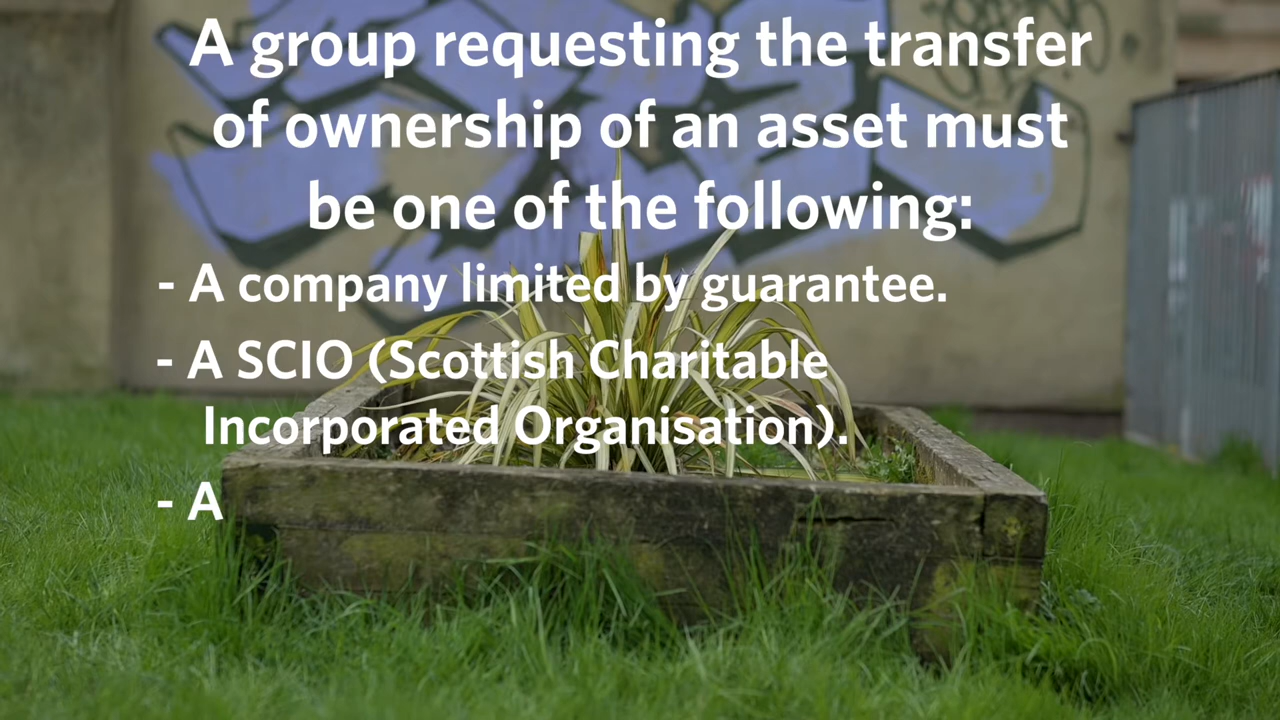 A group requesting the transfer
of ownership of an asset must
be one of the following:
- A company limited by guarantee.
- A SCIO (Scottish Charitable
Incorporated Organisation).
- A